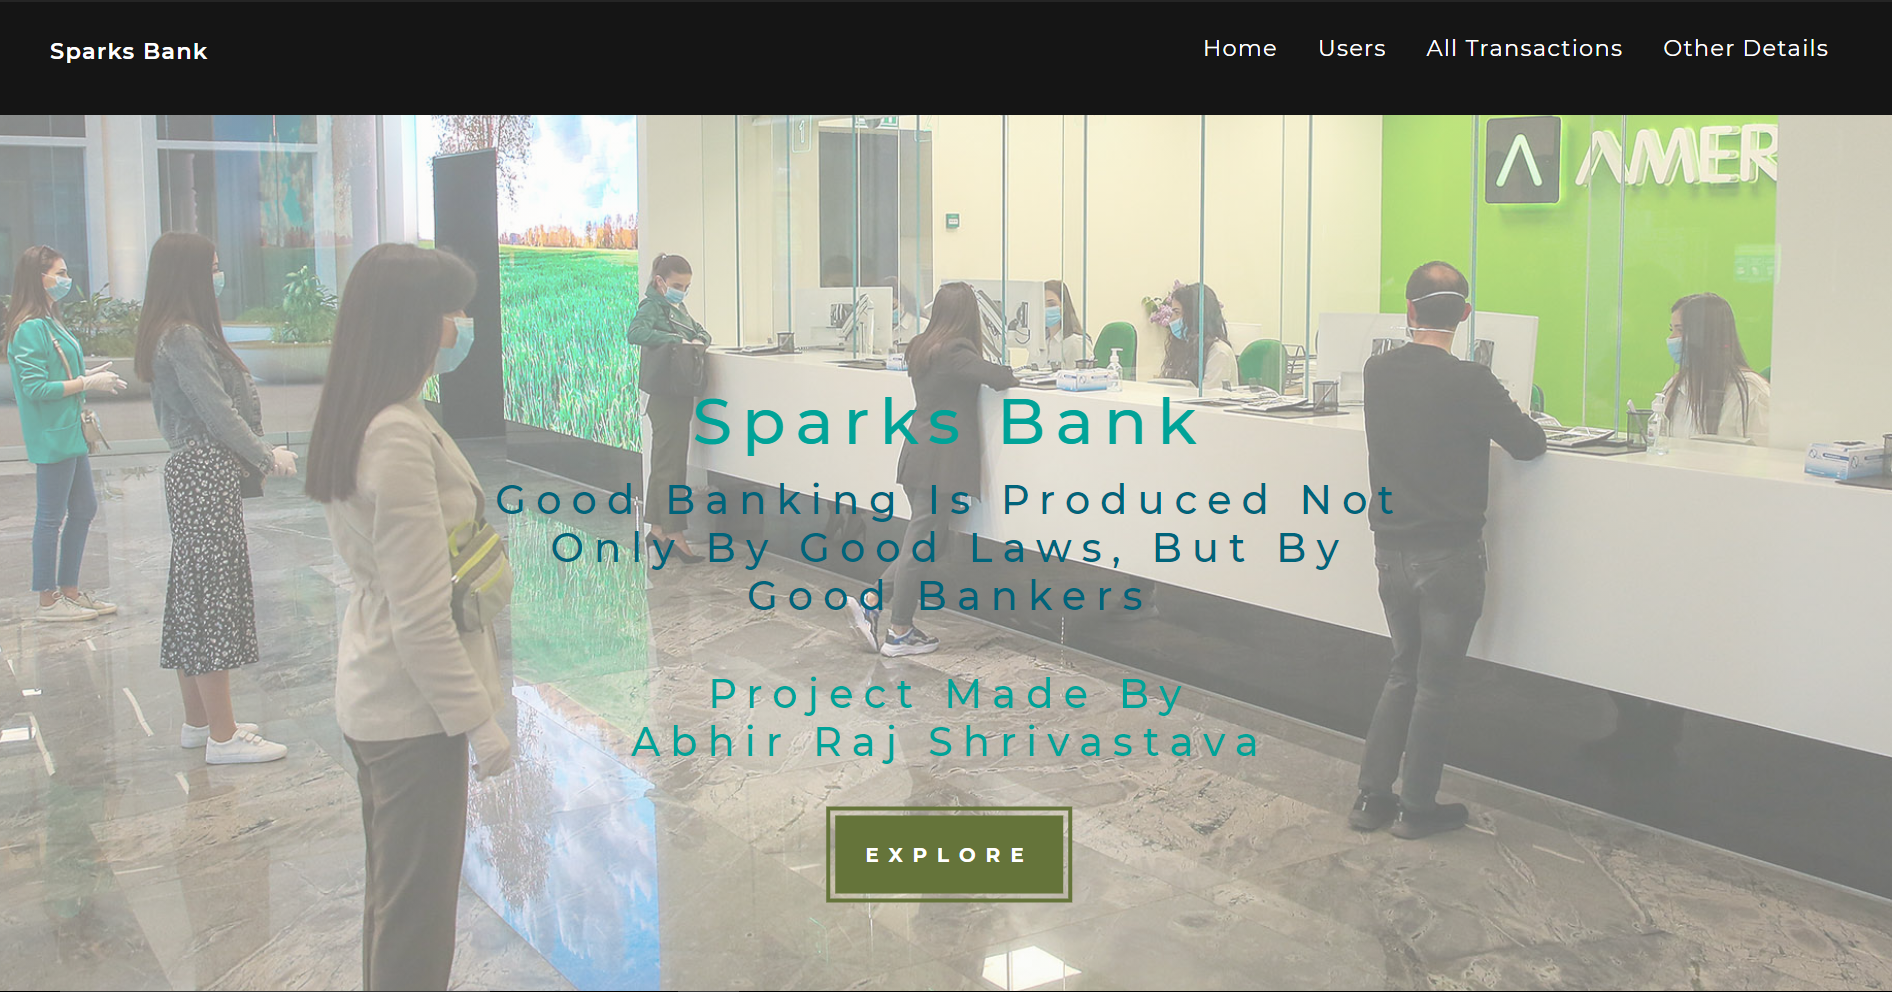 Sparks Bank
Home Users All Transactions Other Details
AMER
Sparks Bank
Good Banking Is Produced Not
Only By Good Laws, But By
Good Bankers
Project Made By
Abhir Raj Shrivastava
EXPLORE